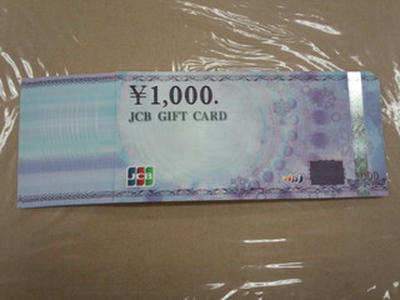 ¥1,000.
JCB GIFT CARD
JCB